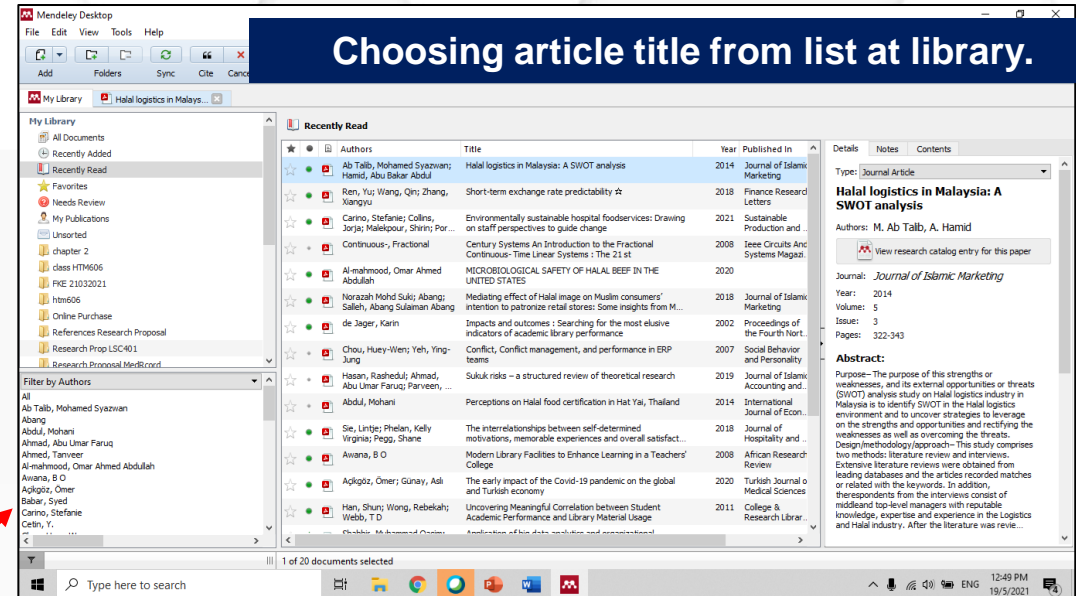 Mendeley Desktop
File Edit View Tools Help
Choosing article title from list at library.
Add Folders Sync Cite Cance
My Library Halal logistics in Malays...
My Library
All Documents
Recently Added
Recently Read
Favorites
Needs Review
My Publications
Unsorted
chapter 2
class HTM606
FKE 21032021
htm606
Online Purchase
References Research Proposal
Research Prop LSC401
Research Proposal MedRcord
Filter by Authors
All
Ab Talib, Mohamed Syazwan
Abang
Abdul, Mohani
Ahmad, Abu Umar Faruq
Ahmed, Tanveer
Al-mahmood, Omar Ahmed Abdullah
Awana, B O
Açikgöz, Ömer
Babar, Syed
Carino, Stefanie
Cetin, Y.
Recently Read
Authors Title Year Published In
Ab Talib, Mohamed Syazwan; Halal logistics in Malaysia: A SWOT analysis 2014 Journal of Islamic
Hamid, Abu Bakar Abdul Marketing
Ren, Yu; Wang, Qin; Zhang, Short-term exchange rate predictability ☆ 2018 Finance Research
Xiangyu Letters
Carino, Stefanie; Collins, Environmentally sustainable hospital foodservices: Drawing 2021 Sustainable
Jorja; Malekpour, Shirin; Por... on staff perspectives to guide change Production and ..
Continuous-, Fractional Century Systems An Introduction to the Fractional 2008 Ieee Circuits And
Continuous- Time Linear Systems : The 21 st Systems Magazi.
Al-mahmood, Omar Ahmed MICROBIOLOGICAL SAFETY OF HALAL BEEF IN THE 2020
Abdullah UNITED STATES
Norazah Mohd Suki; Abang; Mediating effect of Halal image on Muslim consumers' 2018 Journal of Islamic
Salleh, Abang Sulaiman Abang intention to patronize retail stores: Some insights from M... Marketing
de Jager, Karin Impacts and outcomes : Searching for the most elusive 2002 Proceedings of
indicators of academic library performance the Fourth Nort..
Chou, Huey-Wen; Yeh, Ying- Conflict, Conflict management, and performance in ERP 2007 Social Behavior
Jung teams and Personality
Hasan, Rashedul; Ahmad, Sukuk risks – a structured review of theoretical research 2019 Journal of Islamic
Abu Umar Faruq; Parveen, ... Accounting and..
Abdul, Mohani Perceptions on Halal food certification in Hat Yai, Thailand 2014 International
Journal of Econ..
Sie, Lintje; Phelan, Kelly The interrelationships between self-determined 2018 Journal of
Virginia; Pegg, Shane motivations, memorable experiences and overall satisfact... Hospitality and ..
Awana, B O Modern Library Facilities to Enhance Learning in a Teachers' 2008 African Research
College Review
Açikgöz, Ömer; Günay, Aslı The early impact of the Covid-19 pandemic on the global 2020 Turkish Journal o
and Turkish economy Medical Sciences
Han, Shun; Wong, Rebekah; Uncovering Meaningful Correlation between Student 2011 College &
Webb, T D Academic Performance and Library Material Usage Research Librar..
Details Notes Contents
Type: Journal Article
Halal logistics in Malaysia: A
SWOT analysis
Authors: M. Ab Talib, A. Hamid
View research catalog entry for this paper
Journal: Journal of Islamic Marketing
Year: 2014
Volume: 5
Issue: 3
Pages: 322-343
Abstract:
Purpose– The purpose of this strengths or
weaknesses, and its external opportunities or threats
(SWOT) analysis study on Halal logistics industry in
Malaysia is to identify SWOT in the Halal logistics
environment and to uncover strategies to leverage
on the strengths and opportunities and rectifying the
weaknesses as well as overcoming the threats.
Design/methodology/approach– This study comprises
two methods: literature review and interviews.
Extensive literature reviews were obtained from
leading databases and the articles recorded matches
or related with the keywords. In addition,
therespondents from the interviews consist of
middleand top-level managers with reputable
knowledge, expertise and experience in the Logistics
and Halal industry. After the literature was revie...
1 of 20 documents selected
Type here to search
ENG
12:49 PM
19/5/2021
4